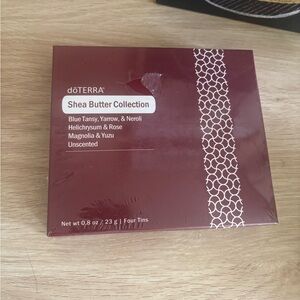 dōTERRA®
Shea Butter Collection
Blue Tansy, Yarrow, & Neroli
Helichrysum & Rose
Magnolia & Yuzu
Unscented
Net wt 0.8 oz / 23 g | Four Tins